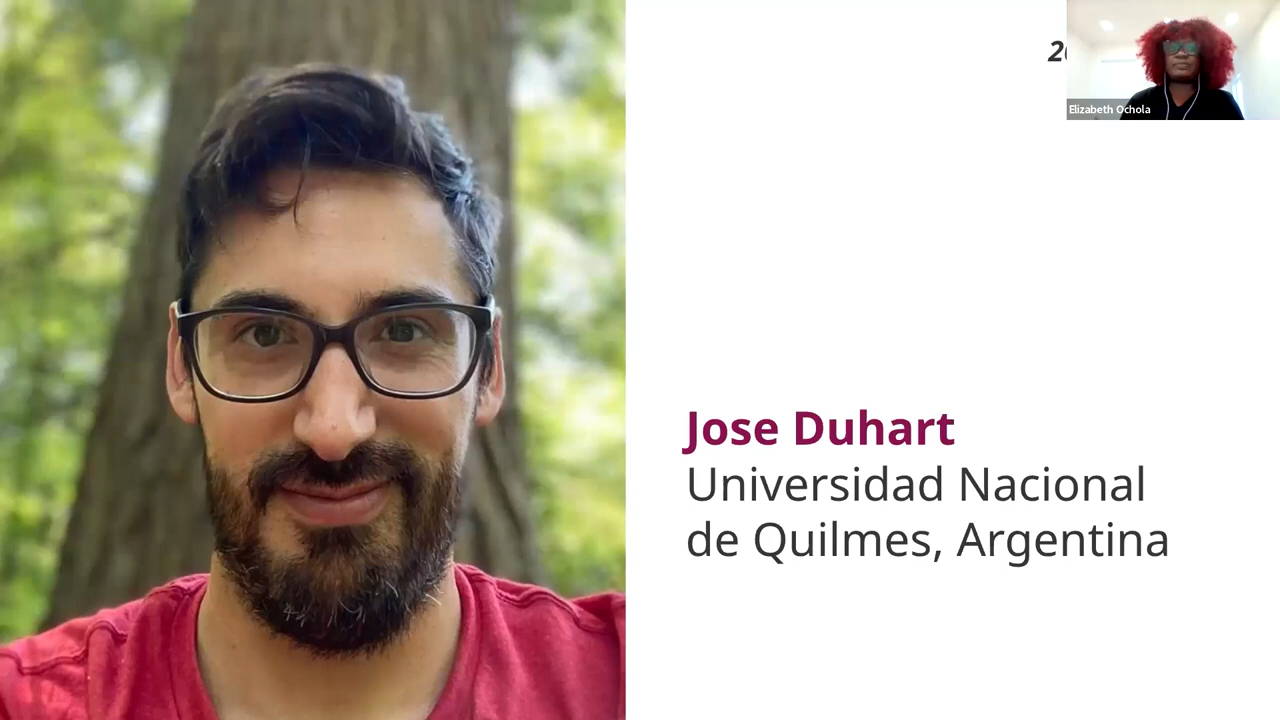 Elizabeth Ochola
Jose Duhart
Universidad Nacional
de Quilmes, Argentina